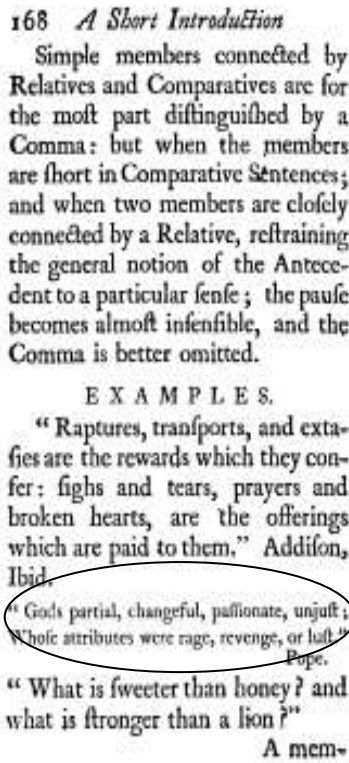 168 A Short Introduction
Simple members connected by
Relatives and Comparatives are for
the moſt part diſtinguiſhed by a
Comma: but when the members
are ſhort in Comparative Sentences;
and when two members are cloſely
connected by a Relative, reſtraining
the general notion of the Antece-
dent to a particular ſenſe; the pauſe
becomes almoſt inſenſible, and the
Comma is better omitted.
EXAMPLES.
“ Raptures, tranſports, and exta-
ſies are the rewards which they con-
fer: ſighs and tears, prayers and
broken hearts, are the offerings
which are paid to them.” Addiſon,
Ibid.
“ Gods partial, changeful, paſſionate, unjuſt;
Whoſe attributes were rage, revenge, or luſt.”
Pope.
“ What is ſweeter than honey? and
what is ſtronger than a lion?”
A mem-